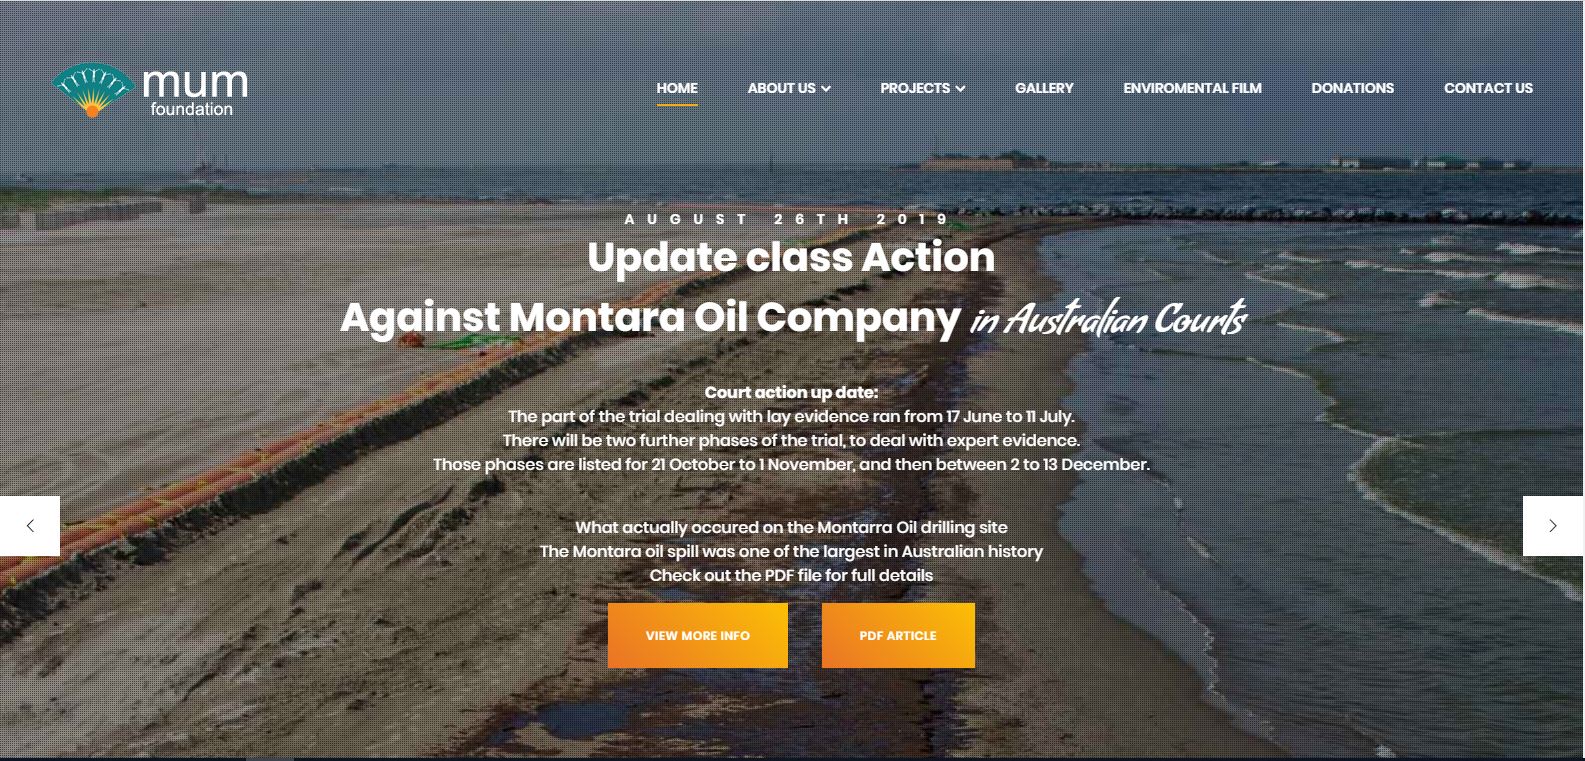 mum
foundation
HOME
ABOUT US
PROJECTS
GALLERY
ENVIROMENTAL FILM
DONATIONS
CONTACT US
AUGUST 26TH 2019
Update class Action
Against Montara Oil Company in Australian Courts
Court action up date:
The part of the trial dealing with lay evidence ran from 17 June to 11 July.
There will be two further phases of the trial, to deal with expert evidence.
Those phases are listed for 21 October to 1 November, and then between 2 to 13 December.
What actually occured on the Montarra Oil drilling site
The Montara oil spill was one of the largest in Australian history
Check out the PDF file for full details
VIEW MORE INFO
PDF ARTICLE